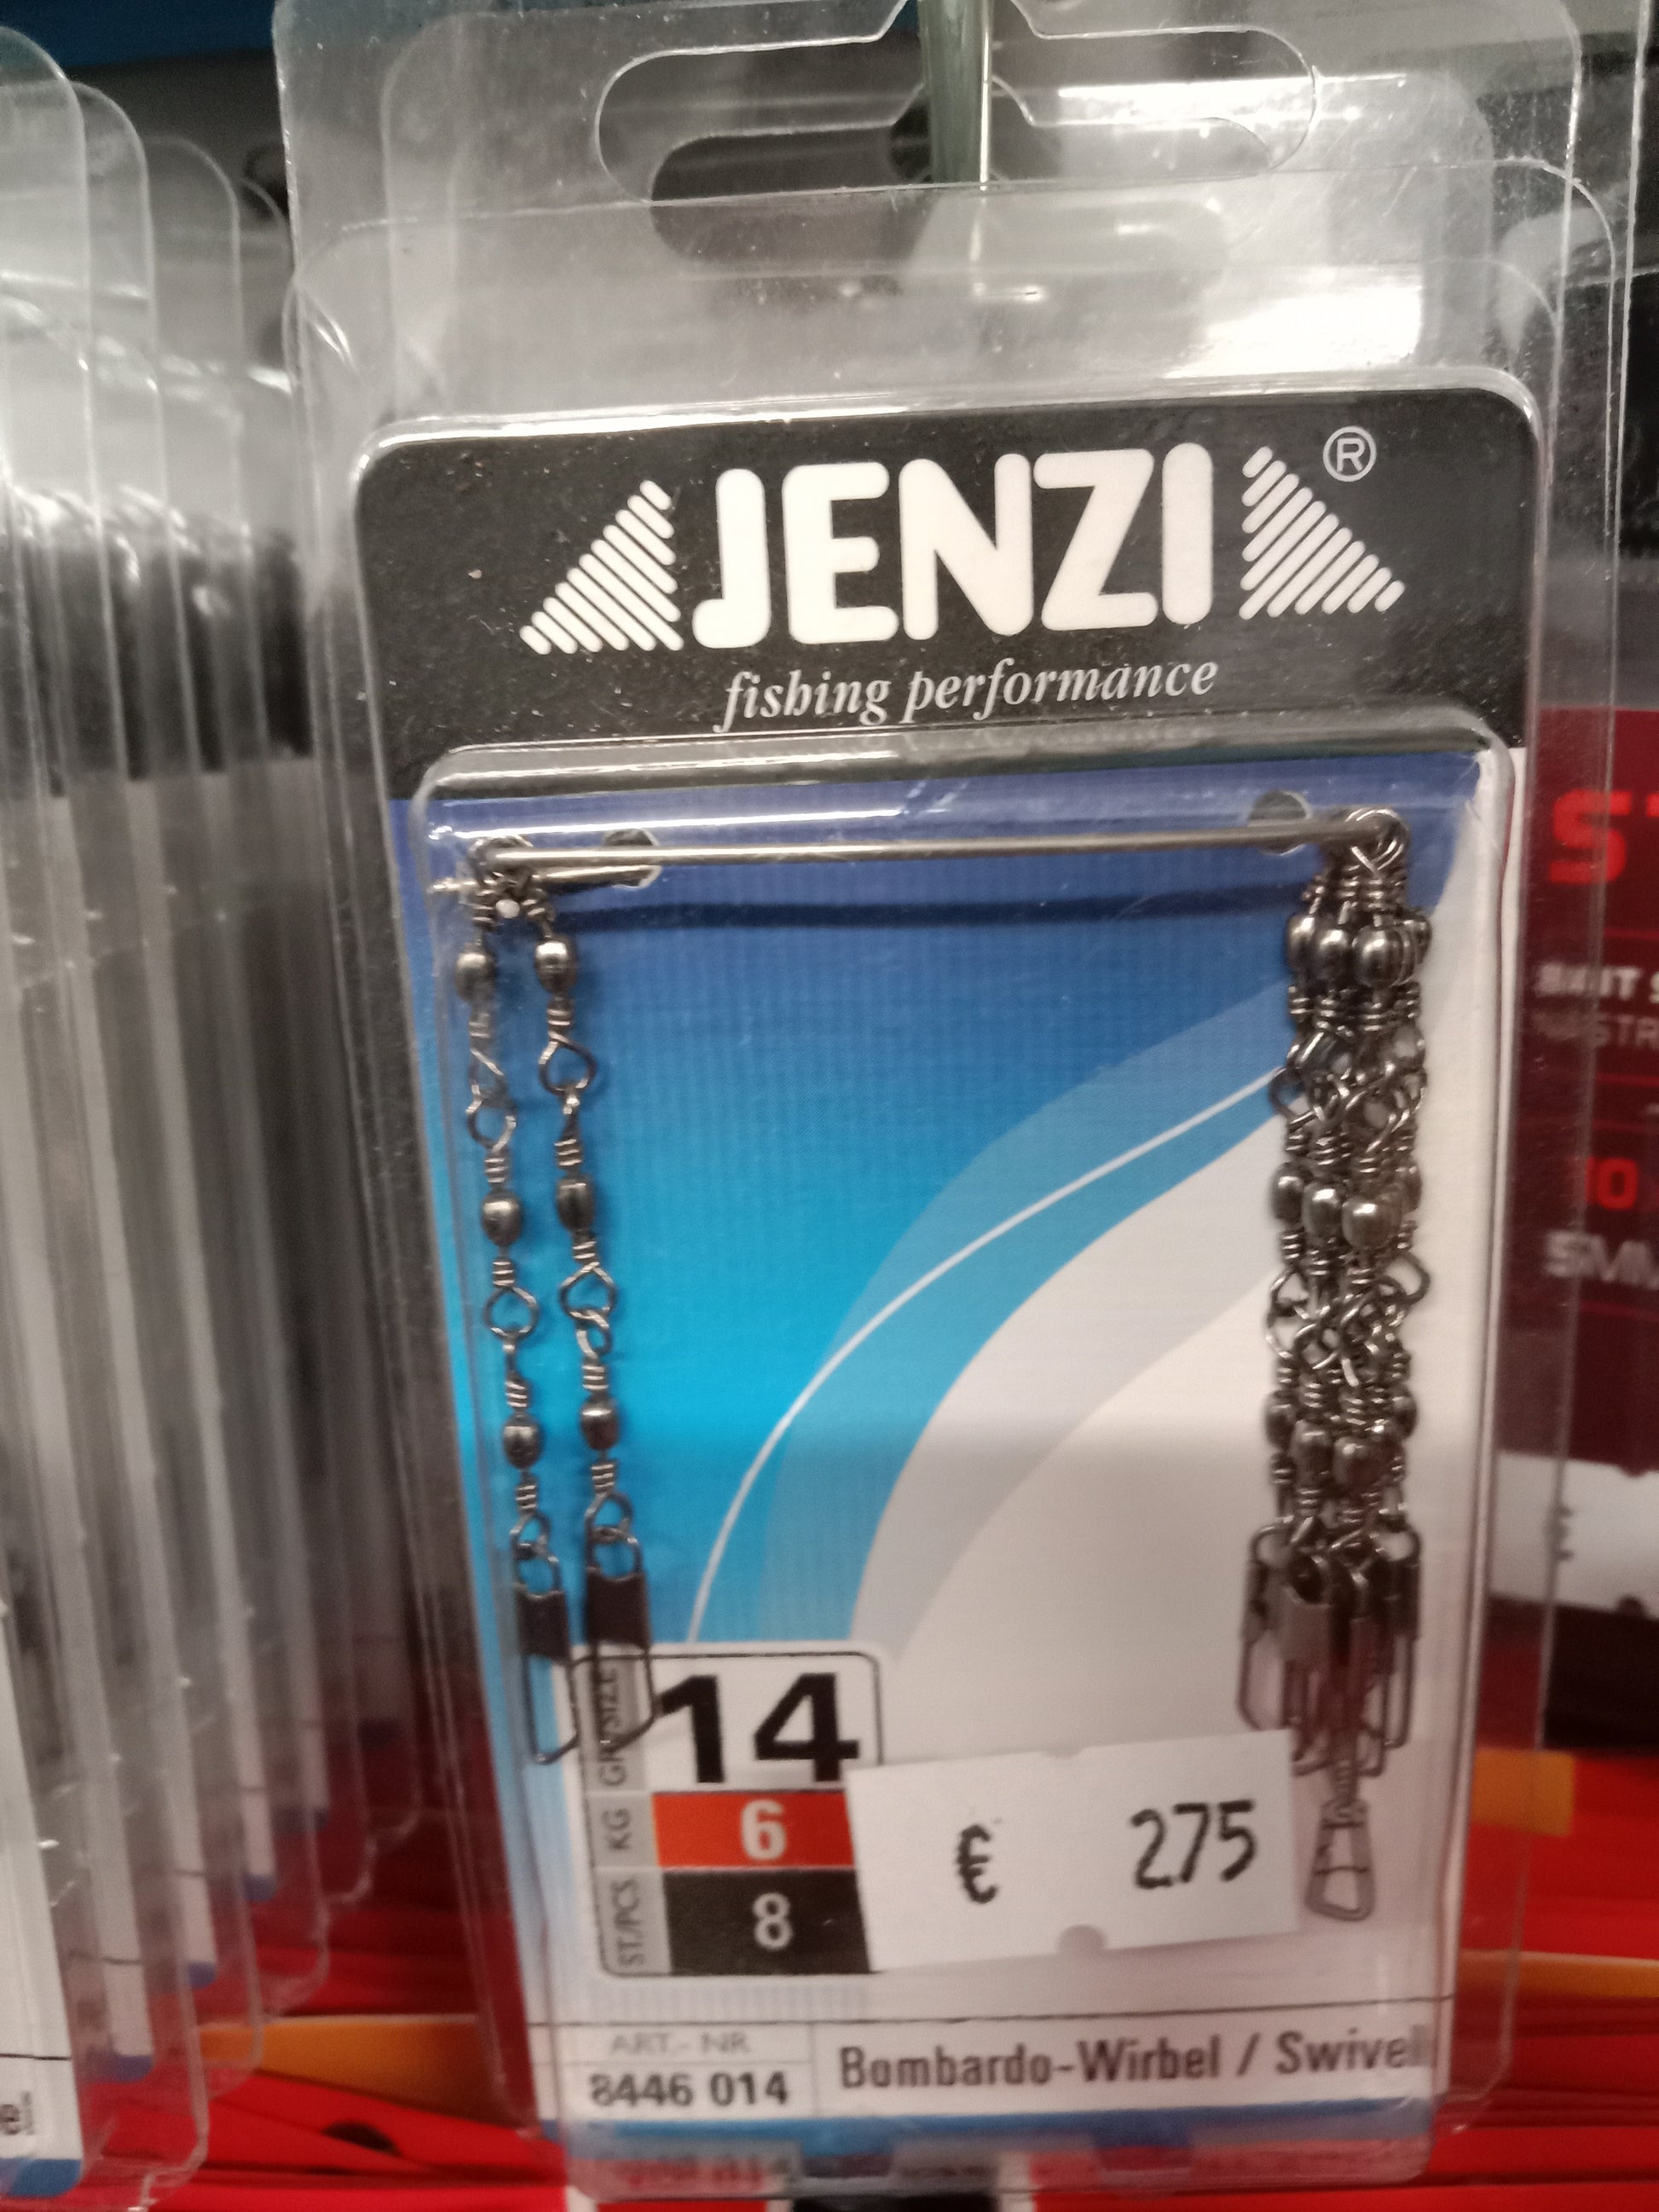 JENZI®
fishing performance
GR/SIZE 14
KG 6
ST/PCS 8
€ 275
ART.-NR
8446 014
Bombardo-Wirbel / Swivel